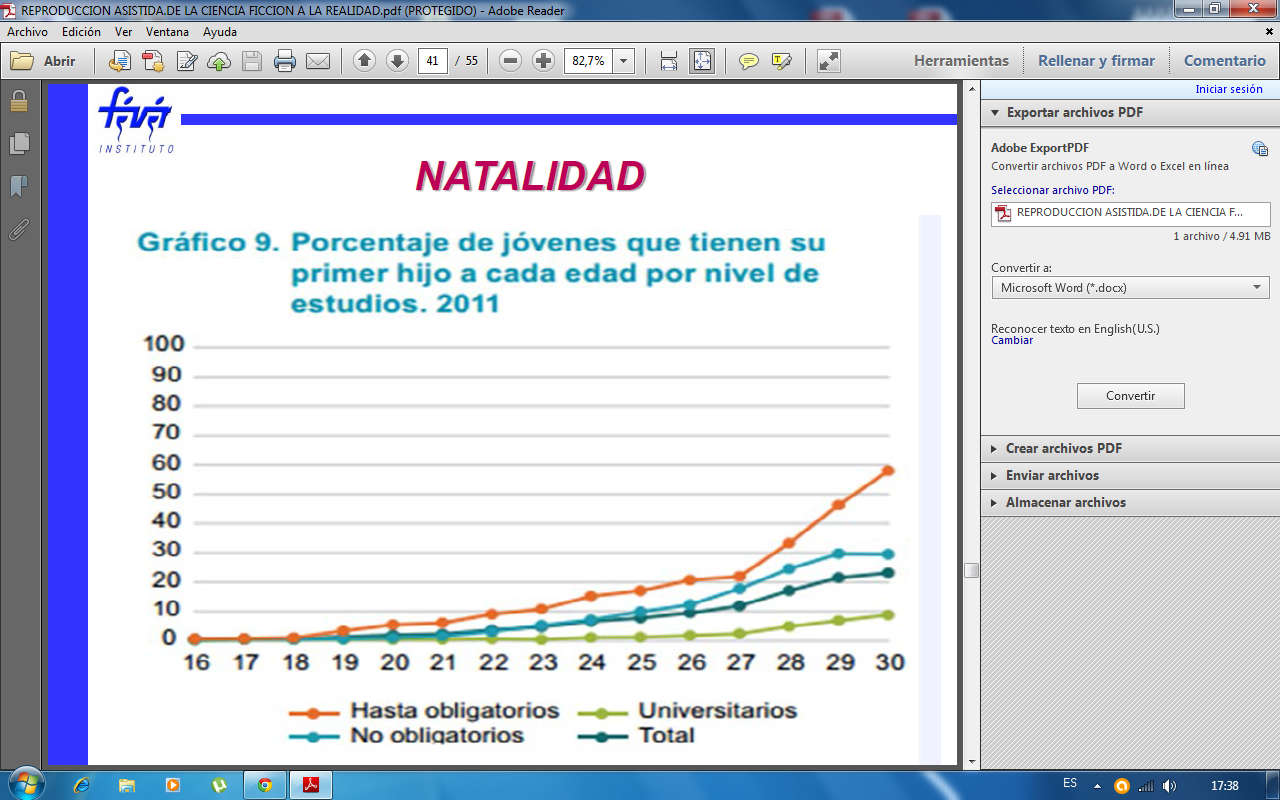 REPRODUCCION ASISTIDA.DE LA CIENCIA FICCION A LA REALIDAD.pdf (PROTEGIDO) - Adobe Reader
Archivo Edición Ver Ventana Ayuda
Abrir 41 / 55 82,7% Herramientas Rellenar y firmar Comentario
Iniciar sesión
fivir
INSTITUTO
NATALIDAD
Gráfico 9. Porcentaje de jóvenes que tienen su
primer hijo a cada edad por nivel de
estudios. 2011
100
90
80
70
60
50
40
30
20
10
0
16 17 18 19 20 21 22 23 24 25 26 27 28 29 30
Hasta obligatorios Universitarios
No obligatorios Total
Exportar archivos PDF
Adobe ExportPDF
Convertir archivos PDF a Word o Excel en línea
Seleccionar archivo PDF:
REPRODUCCION ASISTIDA.DE LA CIENCIA F...
1 archivo / 4.91 MB
Convertir a:
Microsoft Word (*.docx)
Reconocer texto en English(U.S.)
Cambiar
Convertir
Crear archivos PDF
Enviar archivos
Almacenar archivos
ES 17:38